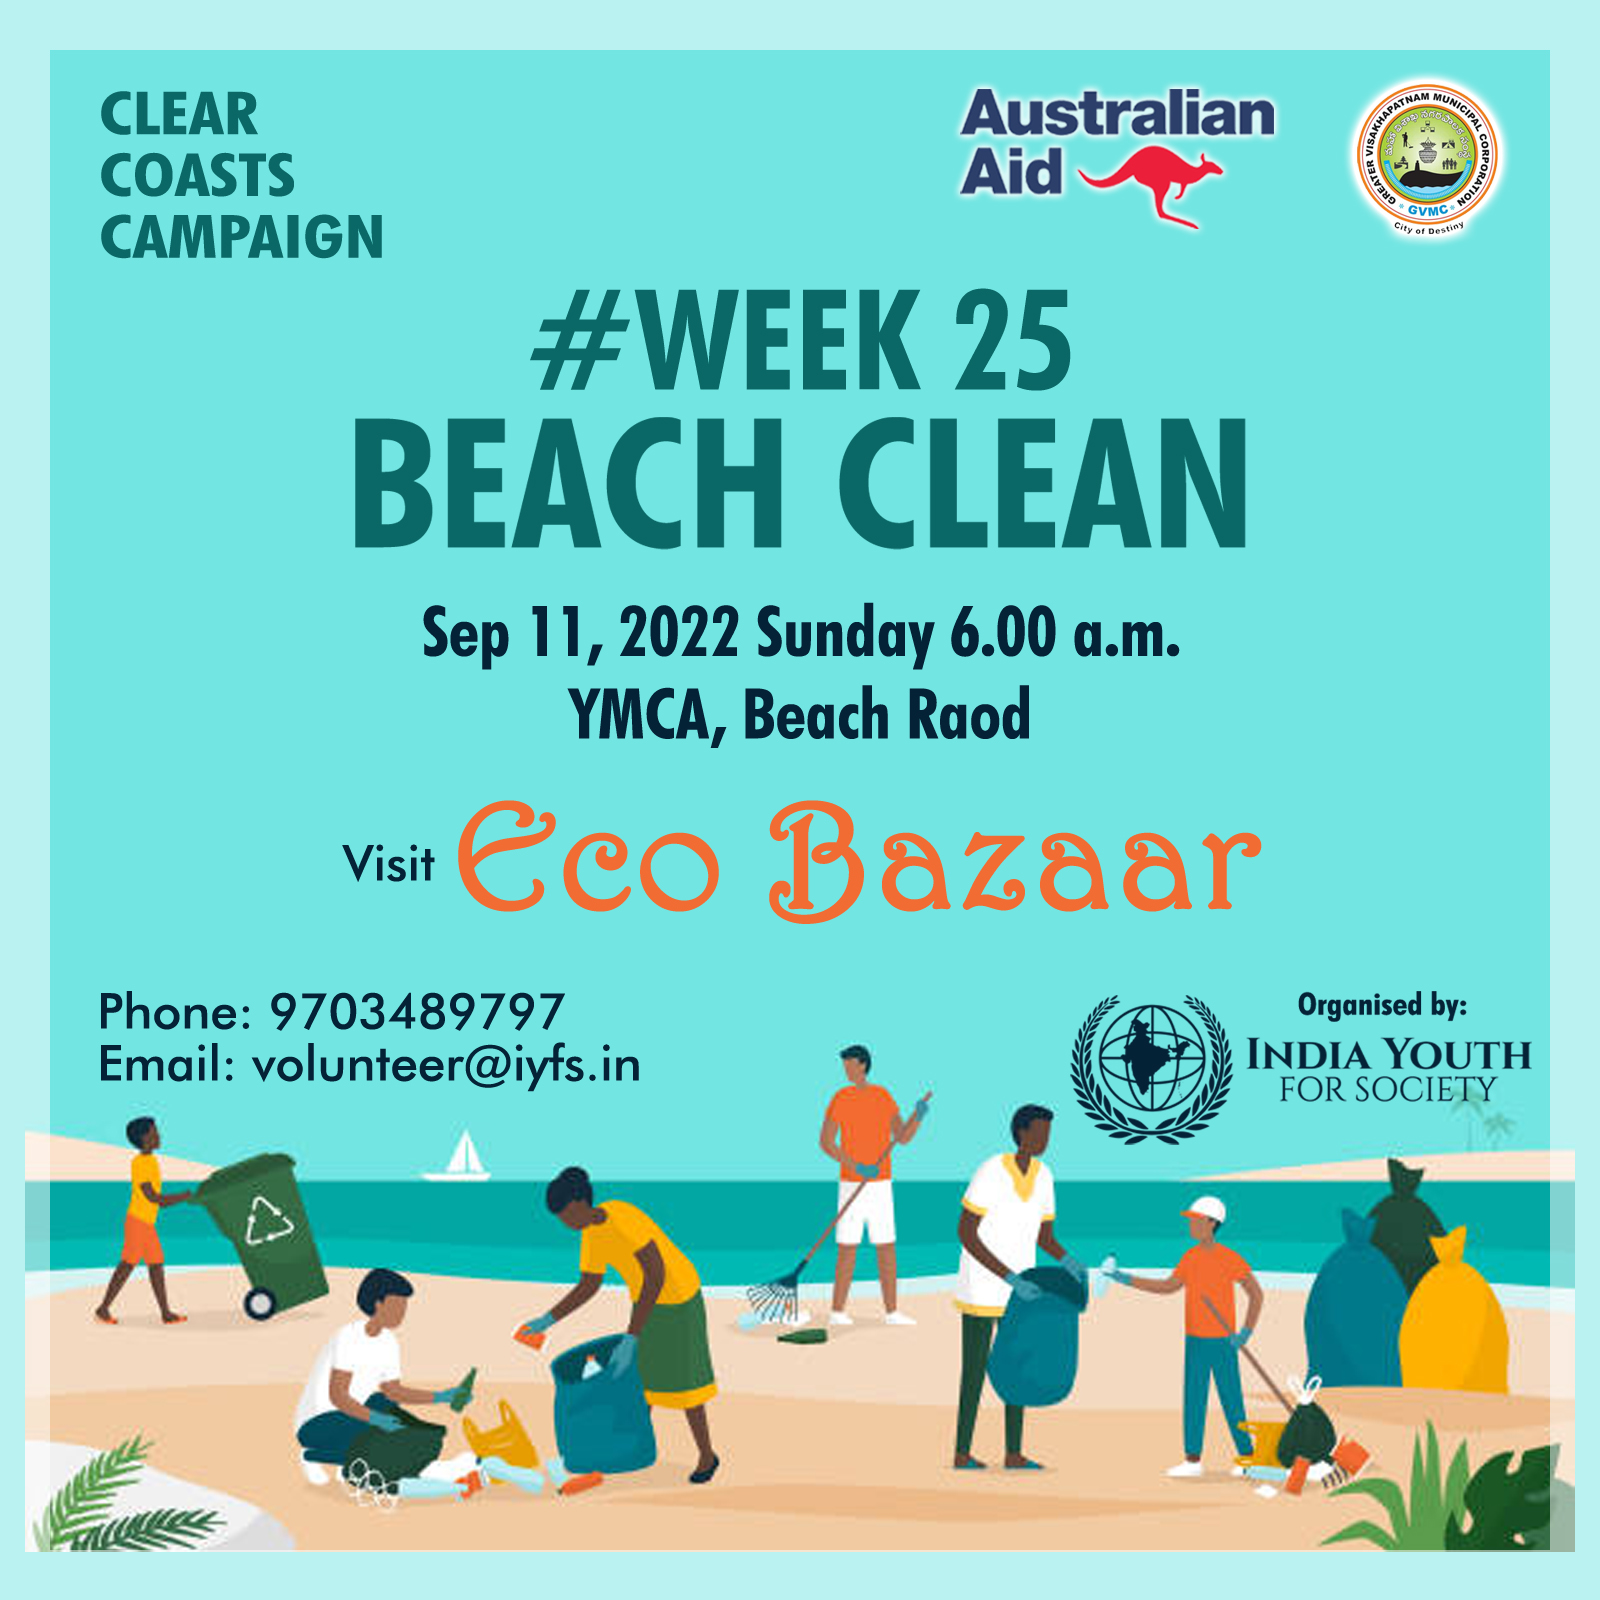 CLEAR
COASTS
CAMPAIGN
Australian
Aid
GREATER VISAKHAPATNAM MUNICIPAL CORPORATION
GVMC
City of Destiny
#WEEK 25
BEACH CLEAN
Sep 11, 2022 Sunday 6.00 a.m.
YMCA, Beach Raod
Visit Eco Bazaar
Phone: 9703489797
Email: volunteer@iyfs.in
Organised by:
INDIA YOUTH
FOR SOCIETY